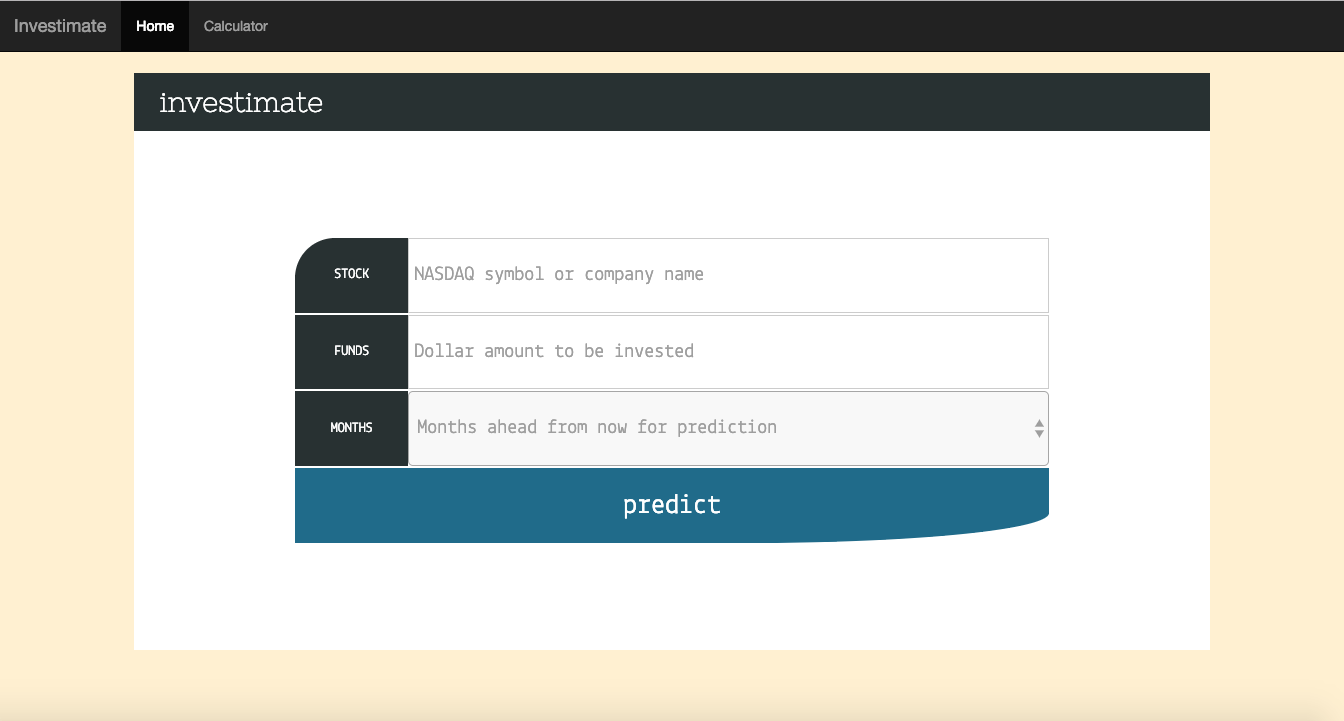 Investimate Home Calculator
investimate
STOCK NASDAQ symbol or company name
FUNDS Dollar amount to be invested
MONTHS Months ahead from now for prediction
predict